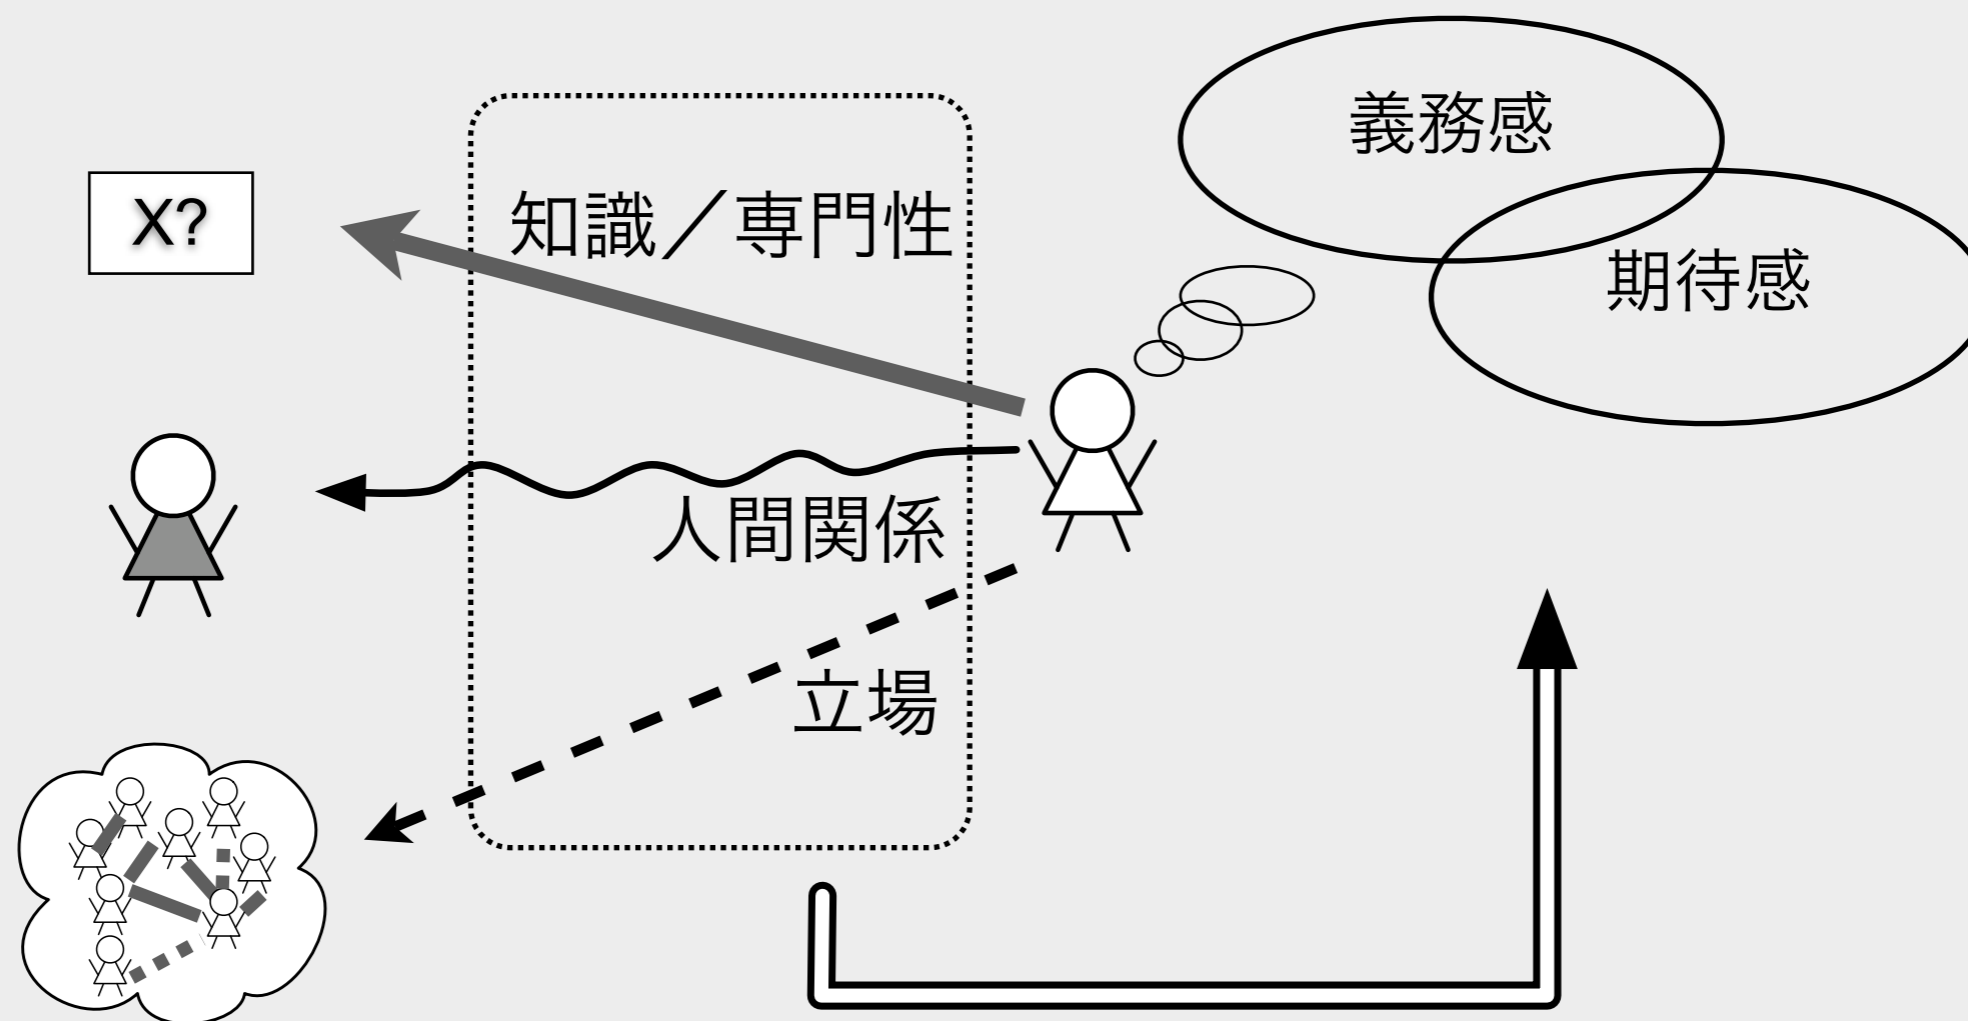 義務感
期待感
知識／専門性
X?
人間関係
立場